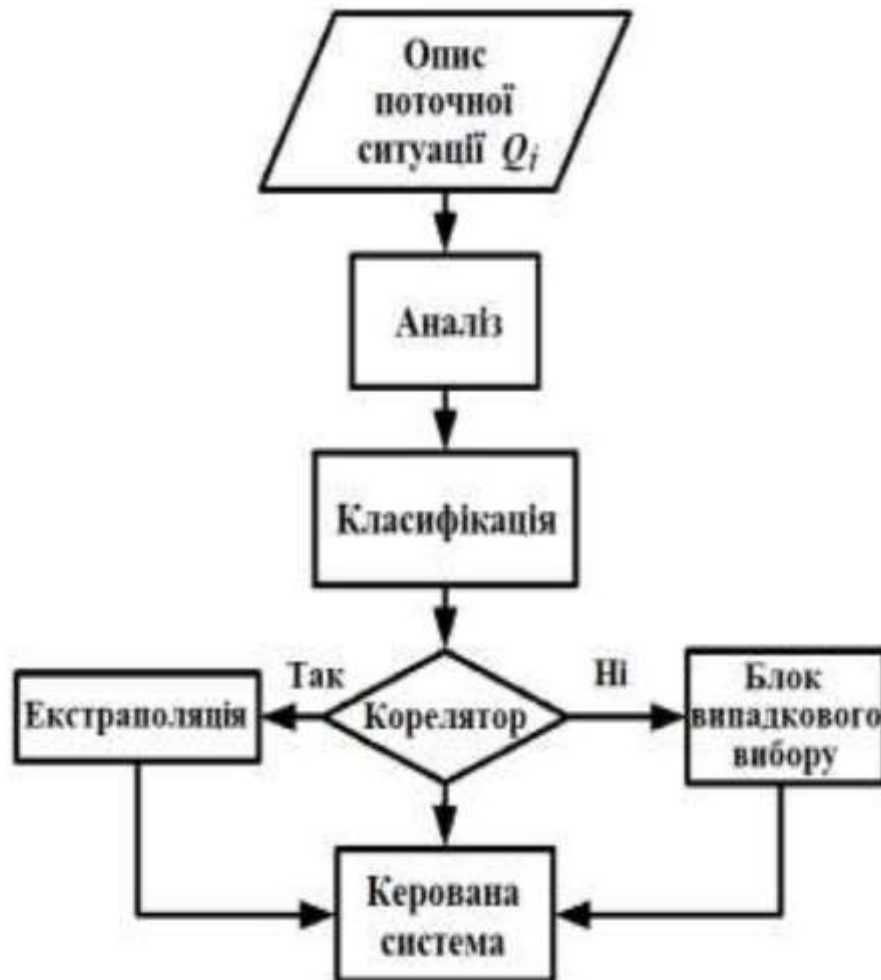 Опис
поточної
ситуації Qi
Аналіз
Класифікація
Так
Ні
Екстраполяція
Корелятор
Блок
випадкового
вибору
Керована
система